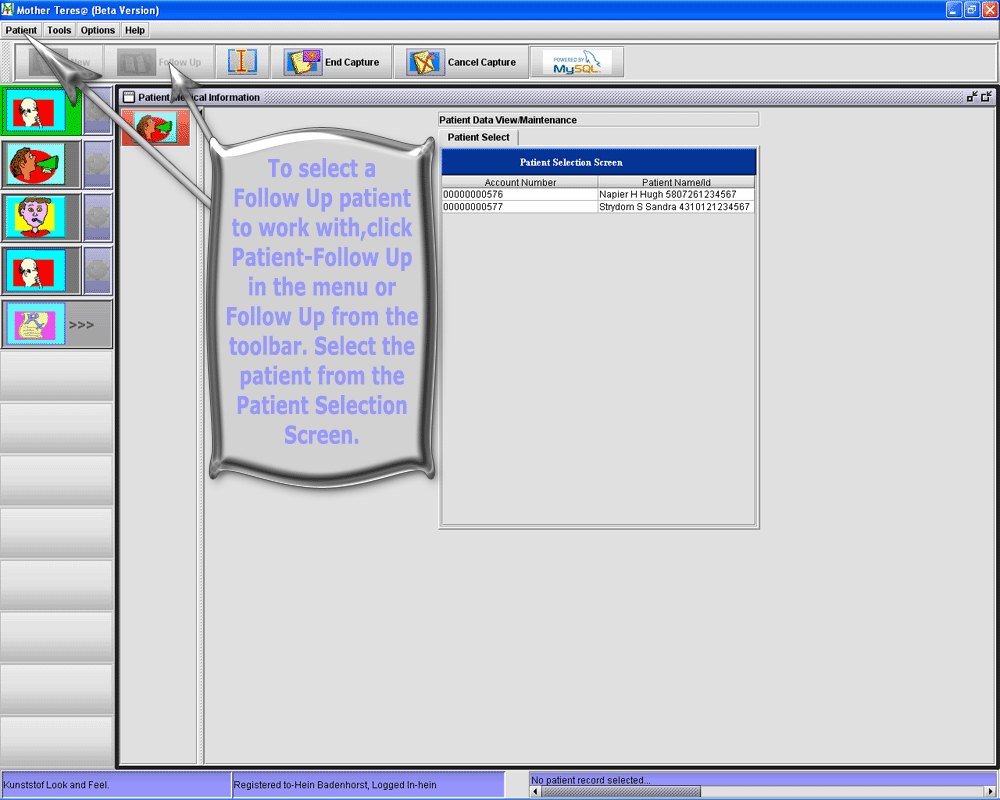 Mother Teres@ (Beta Version)
Patient Tools Options Help
New Follow Up End Capture Cancel Capture POWERED BY MySQL
Patient Medical Information
Patient Data View/Maintenance
Patient Select
Patient Selection Screen
Account Number Patient Name/Id
00000000576 Napier H Hugh 5807261234567
00000000577 Strydom S Sandra 4310121234567
>>>
To select a
Follow Up patient
to work with,click
Patient-Follow Up
in the menu or
Follow Up from the
toolbar. Select the
patient from the
Patient Selection
Screen.
Kunststof Look and Feel.
Registered to-Hein Badenhorst, Logged In-hein
No patient record selected...